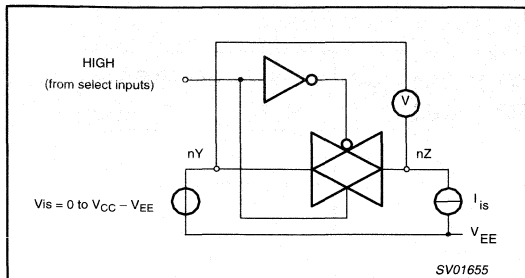 HIGH
(from select inputs)
V
nY
nZ
Vis = 0 to VCC – VEE
Iis
VEE
SV01655